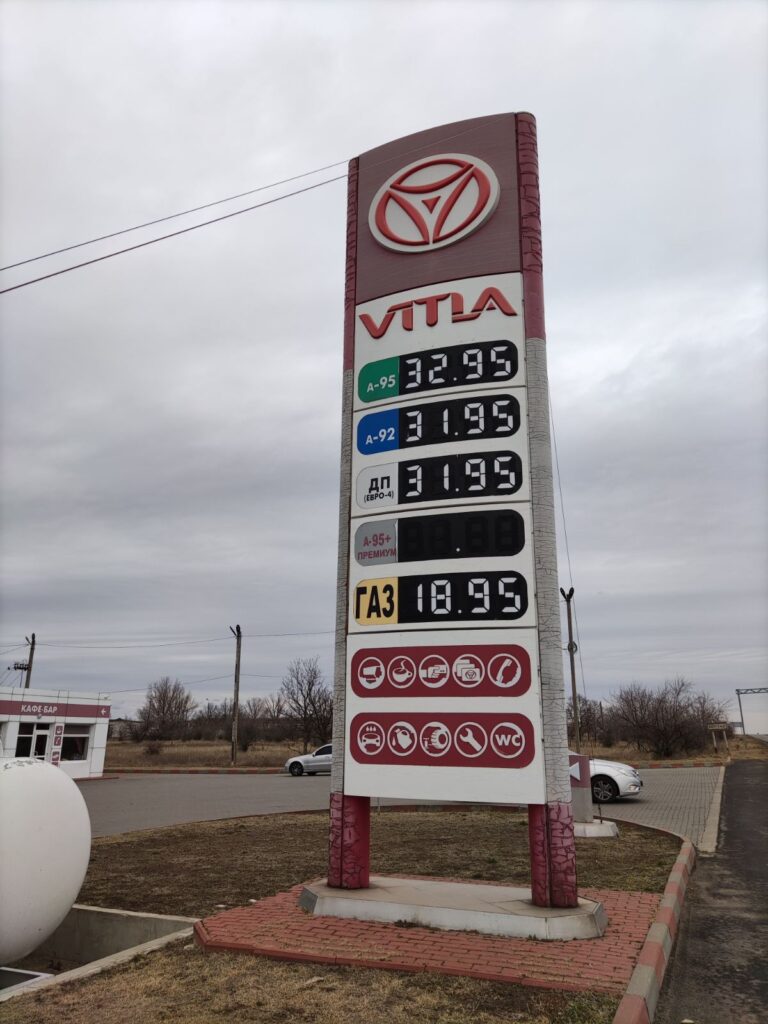 VITLA
А-95 32.95
А-92 31.95
ДП 31.95
(ЕВРО-4)
А-95+
ПРЕМИУМ
ГАЗ 18.95
WC
КАФЕ-БАР